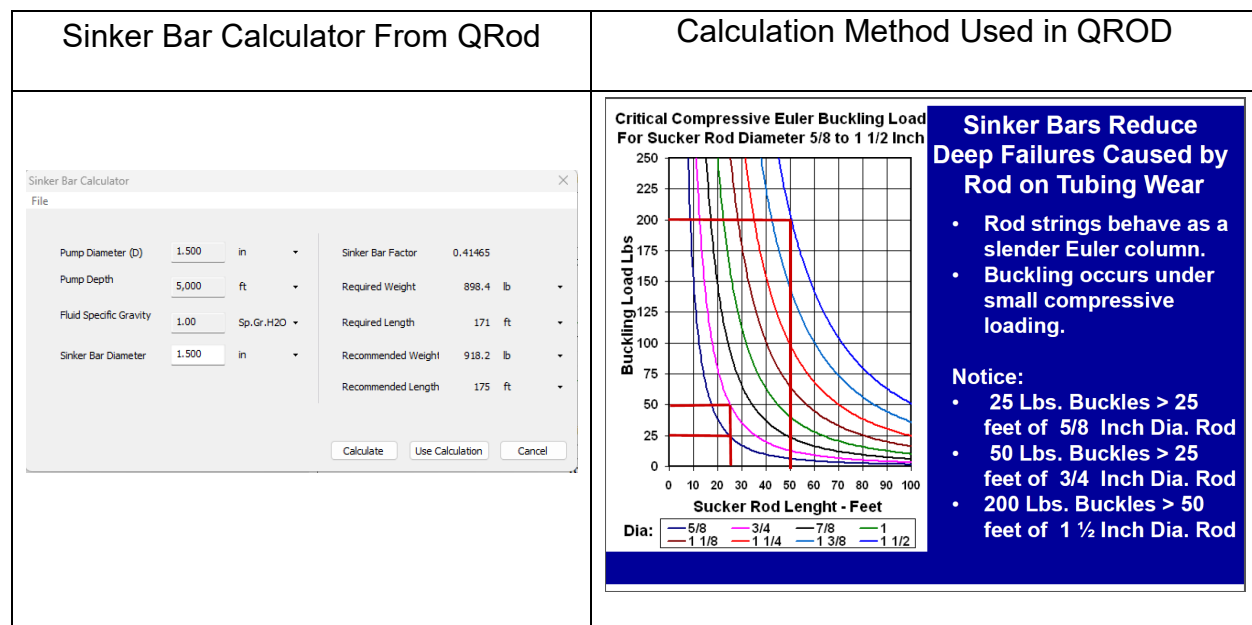 Sinker Bar Calculator From QRod
Calculation Method Used in QROD
Sinker Bar Calculator
File
Pump Diameter (D) 1.500 in
Pump Depth 5,000 ft
Fluid Specific Gravity 1.00 Sp.Gr.H2O
Sinker Bar Diameter 1.500 in
Sinker Bar Factor 0.41465
Required Weight 898.4 lb
Required Length 171 ft
Recommended Weight 918.2 lb
Recommended Length 175 ft
Calculate Use Calculation Cancel
Critical Compressive Euler Buckling Load
For Sucker Rod Diameter 5/8 to 1 1/2 Inch
Buckling Load Lbs
250
225
200
175
150
125
100
75
50
25
0
0 10 20 30 40 50 60 70 80 90 100
Sucker Rod Lenght - Feet
Dia: 5/8 3/4 7/8 1
1 1/8 1 1/4 1 3/8 1 1/2
Sinker Bars Reduce
Deep Failures Caused by
Rod on Tubing Wear
• Rod strings behave as a
slender Euler column.
• Buckling occurs under
small compressive
loading.
Notice:
• 25 Lbs. Buckles > 25
feet of 5/8 Inch Dia. Rod
• 50 Lbs. Buckles > 25
feet of 3/4 Inch Dia. Rod
• 200 Lbs. Buckles > 50
feet of 1 ½ Inch Dia. Rod